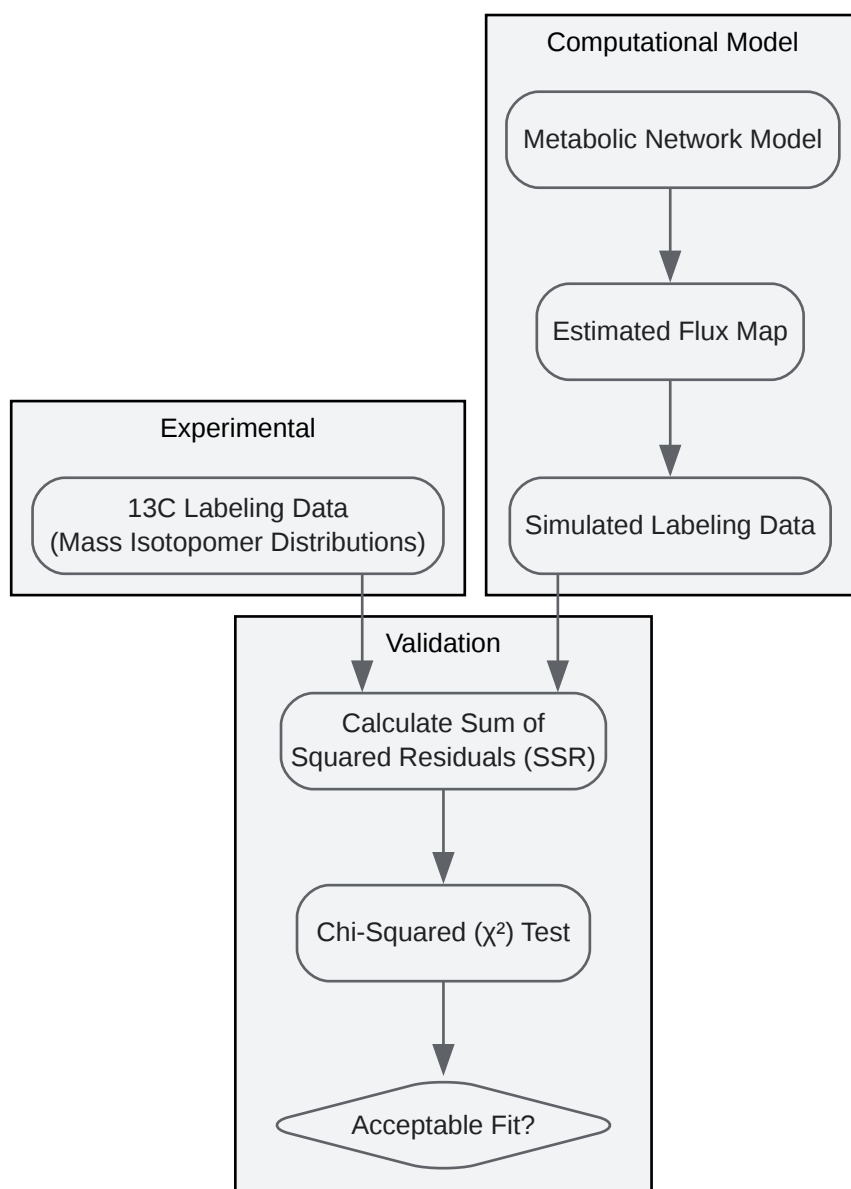 Computational Model
Metabolic Network Model
Estimated Flux Map
Experimental
13C Labeling Data
(Mass Isotopomer Distributions)
Simulated Labeling Data
Validation
Calculate Sum of
Squared Residuals (SSR)
Chi-Squared (χ²) Test
Acceptable Fit?